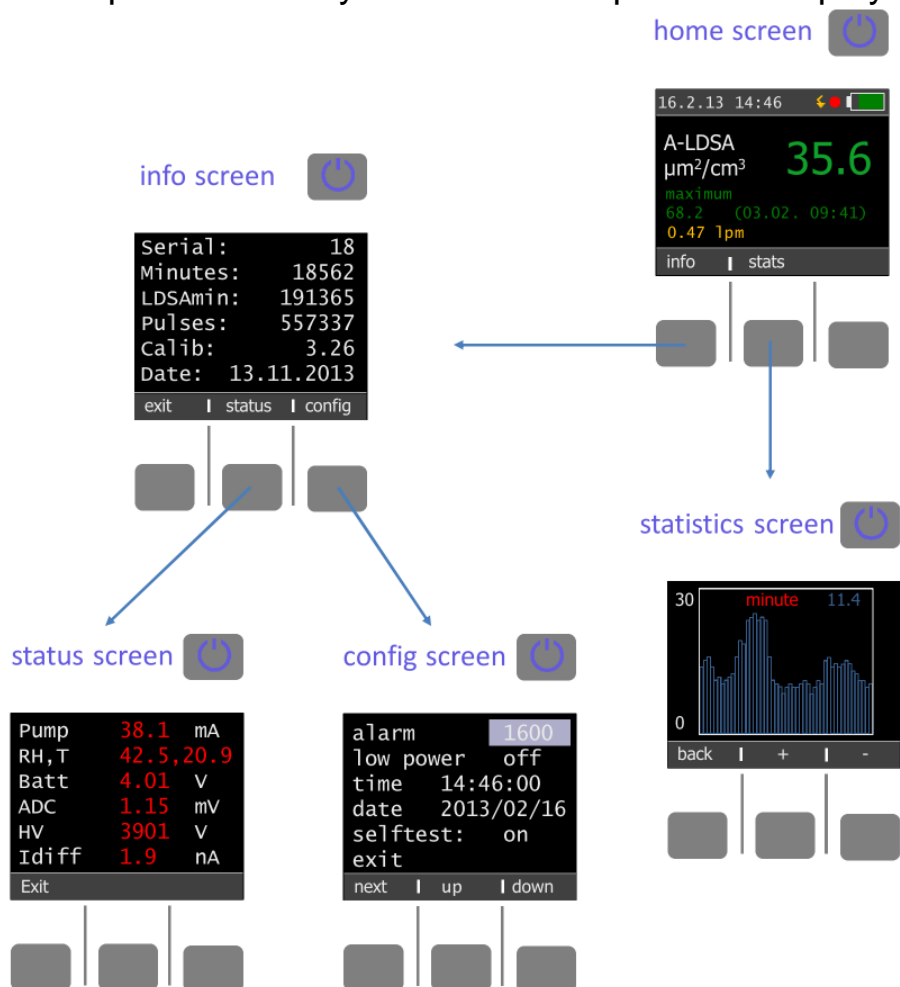 home screen
16.2.13 14:46
A-LDSA
µm²/cm³
35.6
maximum
68.2 (03.02. 09:41)
0.47 lpm
info stats
info screen
Serial: 18
Minutes: 18562
LDSAmin: 191365
Pulses: 557337
Calib: 3.26
Date: 13.11.2013
exit status config
statistics screen
30 minute 11.4
0
back + -
status screen
Pump 38.1 mA
RH,T 42.5,20.9
Batt 4.01 V
ADC 1.15 mV
HV 3901 V
Idiff 1.9 nA
Exit
config screen
alarm 1600
low power off
time 14:46:00
date 2013/02/16
selftest: on
exit
next up down